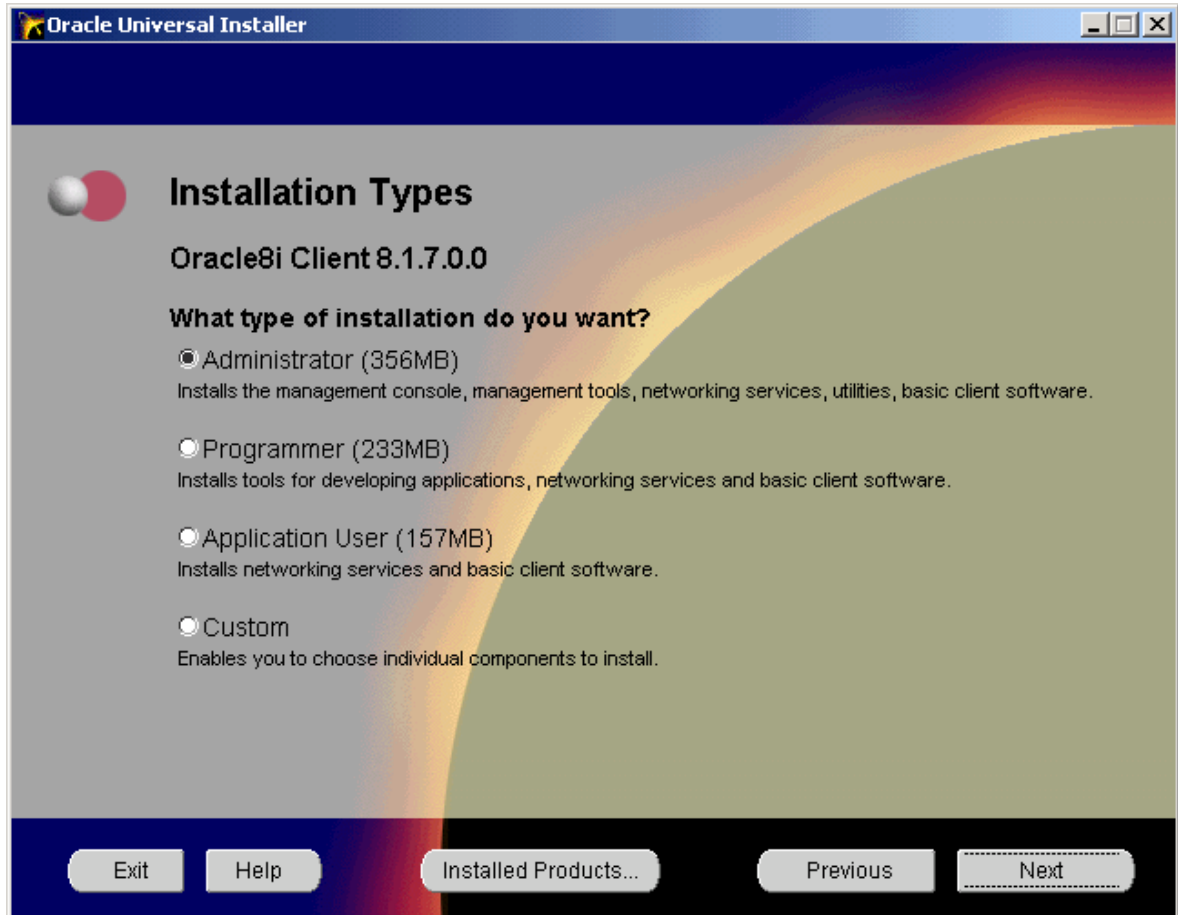 Oracle Universal Installer
Installation Types
Oracle8i Client 8.1.7.0.0
What type of installation do you want?
Administrator (356MB)
Installs the management console, management tools, networking services, utilities, basic client software.
Programmer (233MB)
Installs tools for developing applications, networking services and basic client software.
Application User (157MB)
Installs networking services and basic client software.
Custom
Enables you to choose individual components to install.
Exit Help Installed Products... Previous Next